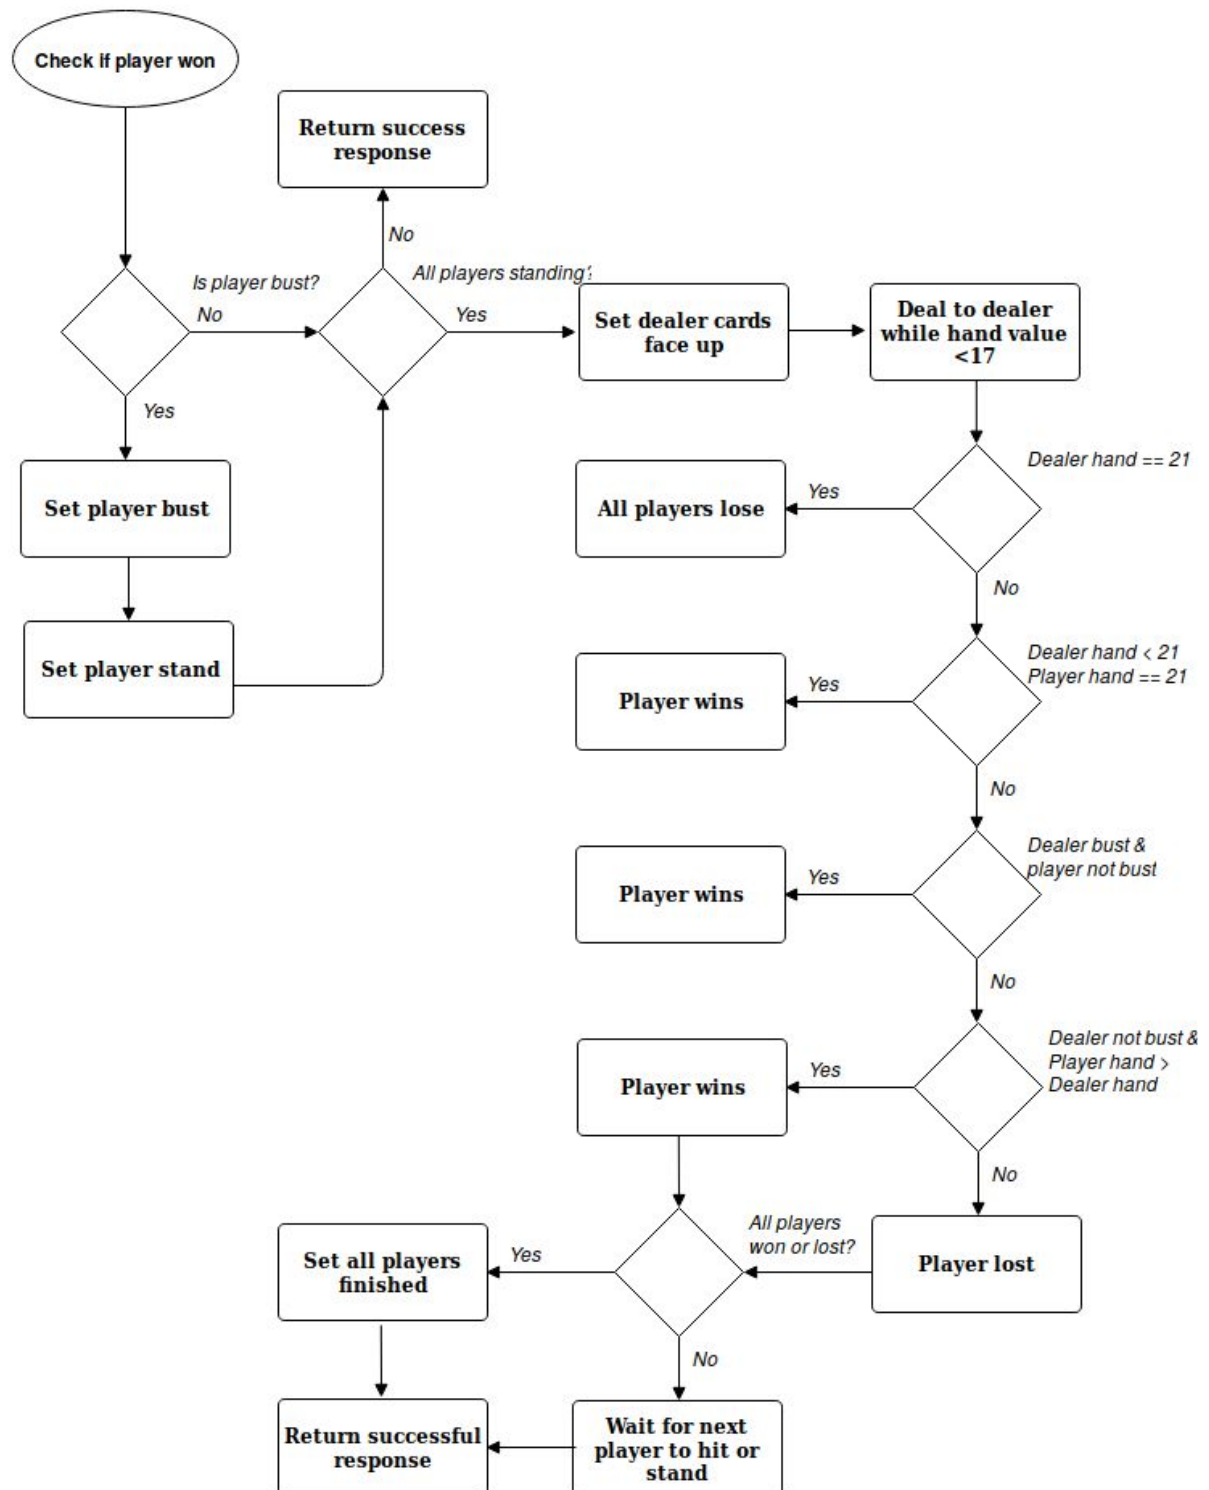 Check if player won
Return success
response
No
Is player bust?
All players standing?
No
Yes
Set dealer cards
face up
Deal to dealer
while hand value
<17
Yes
Set player bust
Dealer hand == 21
Yes
All players lose
No
Set player stand
Dealer hand < 21
Player hand == 21
Yes
Player wins
No
Dealer bust &
player not bust
Yes
Player wins
No
Dealer not bust &
Player hand >
Dealer hand
Yes
Player wins
No
All players
won or lost?
Player lost
Yes
Set all players
finished
No
Return successful
response
Wait for next
player to hit or
stand